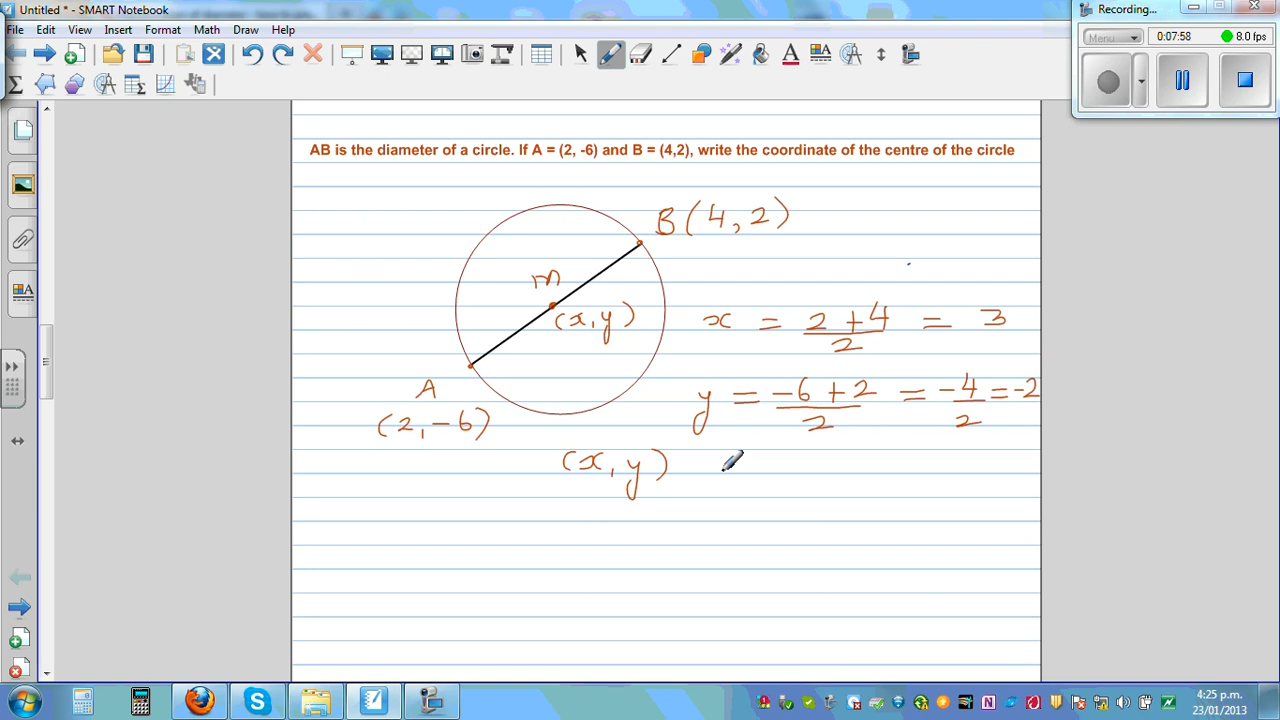 Untitled * - SMART Notebook
File Edit View Insert Format Math Draw Help
Recording...
Menu
0:07:58
8.0 fps
AB is the diameter of a circle. If A = (2, -6) and B = (4,2), write the coordinate of the centre of the circle
B (4, 2)
m
(x, y)
x = 2 + 4 / 2 = 3
A
(2, -6)
y = -6 + 2 / 2 = -4 / 2 = -2
(x, y)
4:25 p.m.
23/01/2013